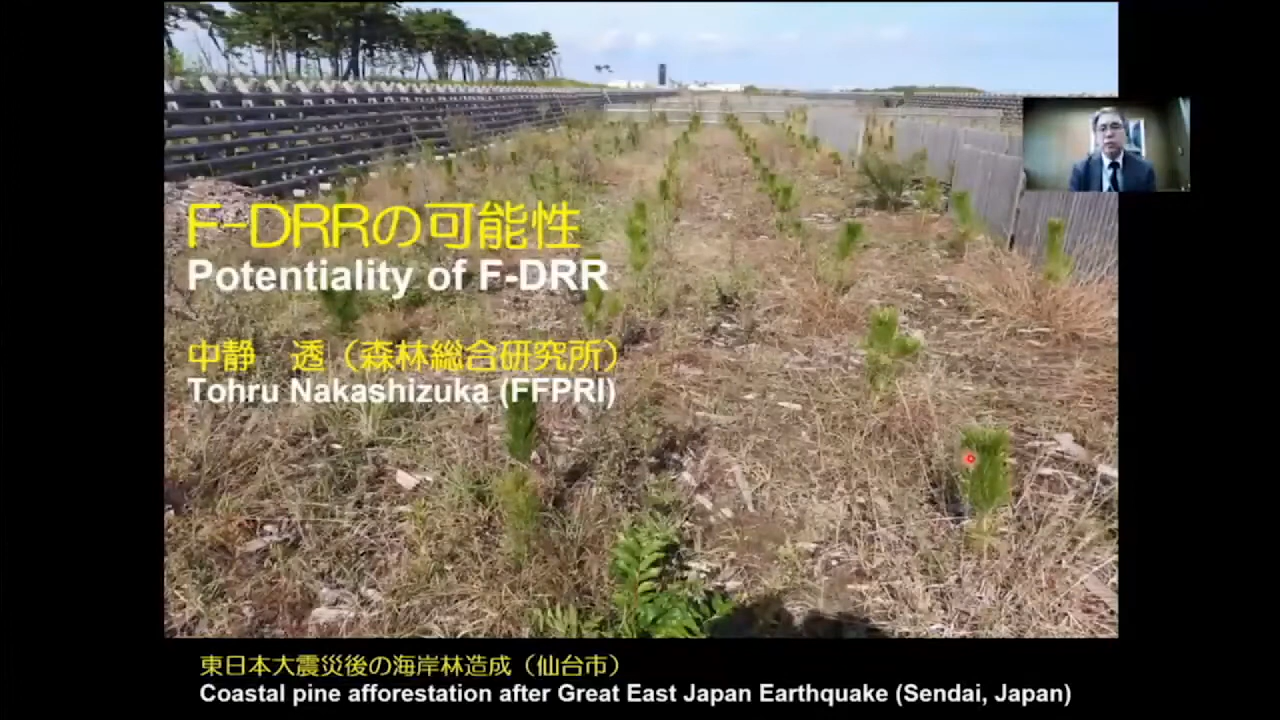 F-DRRの可能性
Potentiality of F-DRR
中静　透（森林総合研究所）
Tohru Nakashizuka (FFPRI)
東日本大震災後の海岸林造成（仙台市）
Coastal pine afforestation after Great East Japan Earthquake (Sendai, Japan)